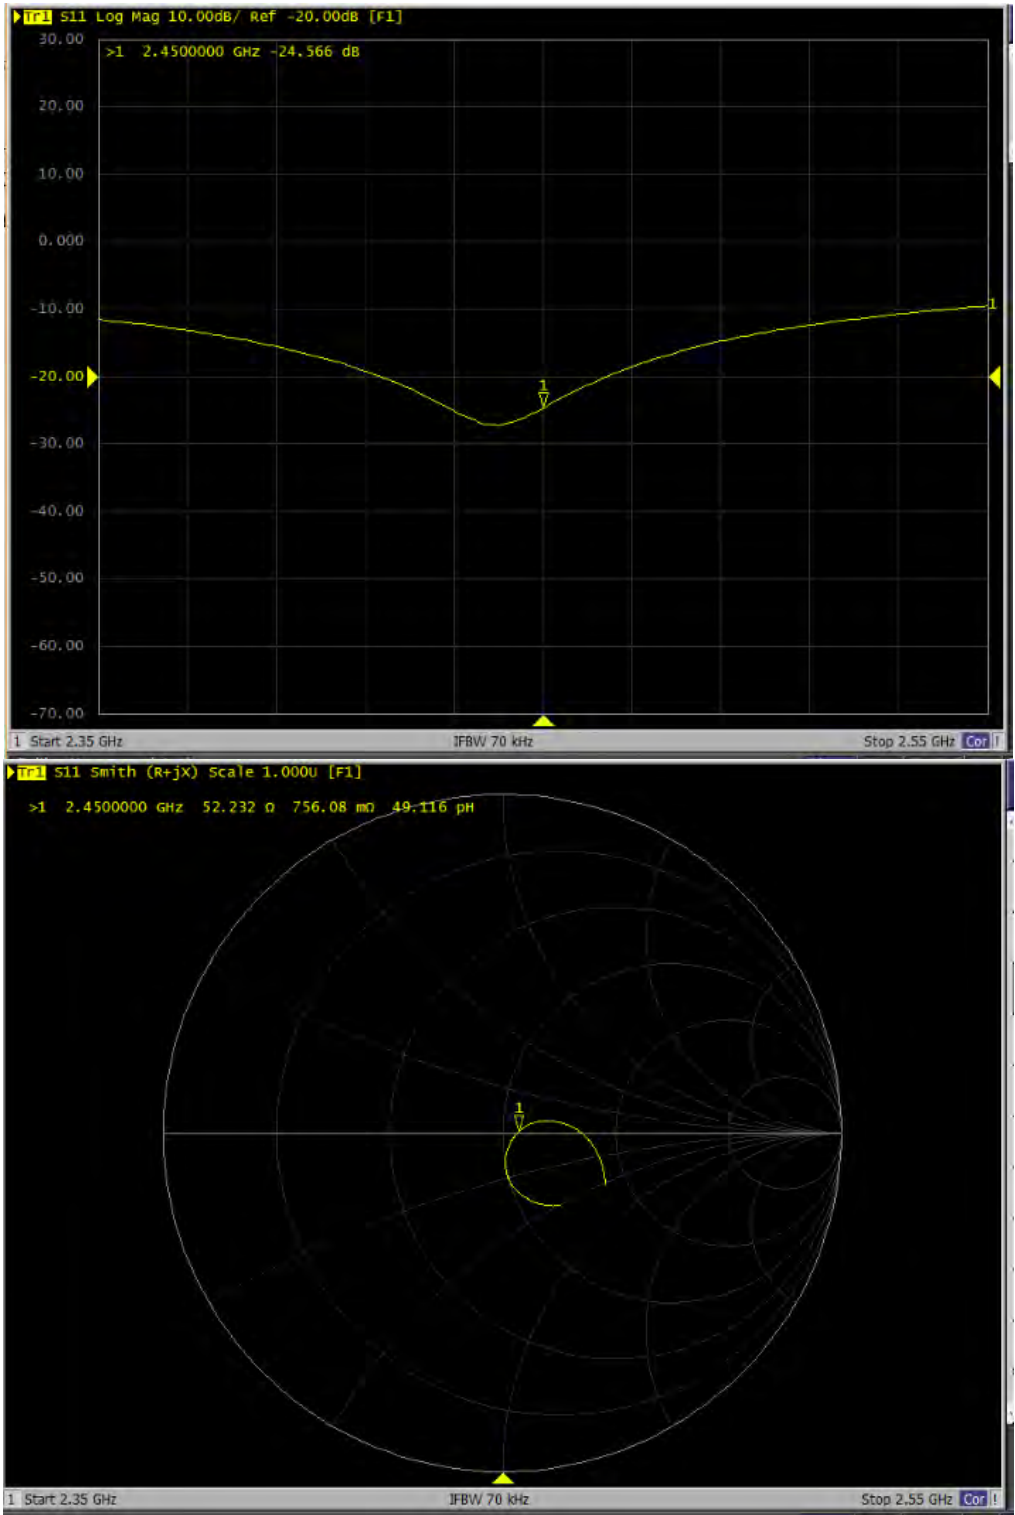 Tr1 S11 Log Mag 10.00dB/ Ref -20.00dB [F1]
30.00
>1 2.4500000 GHz -24.566 dB
20.00
10.00
0.000
-10.00
1
-20.00
1
-30.00
-40.00
-50.00
-60.00
-70.00
1 Start 2.35 GHz IFBW 70 kHz Stop 2.55 GHz Cor !
Tr1 S11 Smith (R+jX) Scale 1.000U [F1]
>1 2.4500000 GHz 52.232 Ω 756.08 mΩ 49.116 pH
1
1 Start 2.35 GHz IFBW 70 kHz Stop 2.55 GHz Cor !